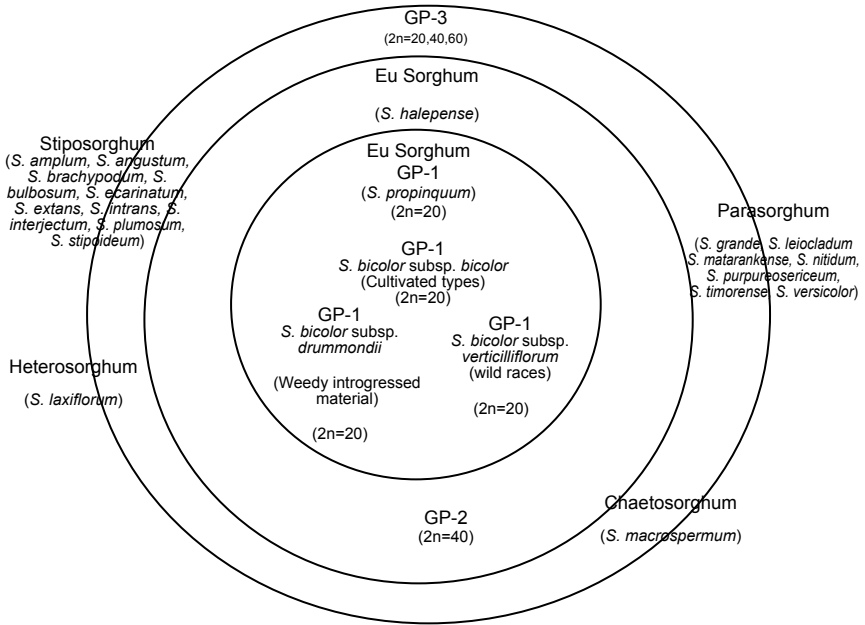 GP-3
(2n=20,40,60)
Eu Sorghum
(S. halepense)
Stiposorghum
(S. amplum, S. angustum,
S. brachypodum, S.
bulbosum, S. ecarinatum,
S. extans, S. intrans, S.
interjectum, S. plumosum,
S. stipoideum)
Eu Sorghum
GP-1
(S. propinquum)
(2n=20)
Parasorghum
(S. grande, S. leiocladum
S. matarankense, S. nitidum,
S. purpureosericeum,
S. timorense, S. versicolor)
GP-1
S. bicolor subsp. bicolor
(Cultivated types)
(2n=20)
GP-1
S. bicolor subsp.
drummondii
(Weedy introgressed
material)
(2n=20)
GP-1
S. bicolor subsp.
verticilliflorum
(wild races)
(2n=20)
Heterosorghum
(S. laxiflorum)
GP-2
(2n=40)
Chaetosorghum
(S. macrospermum)